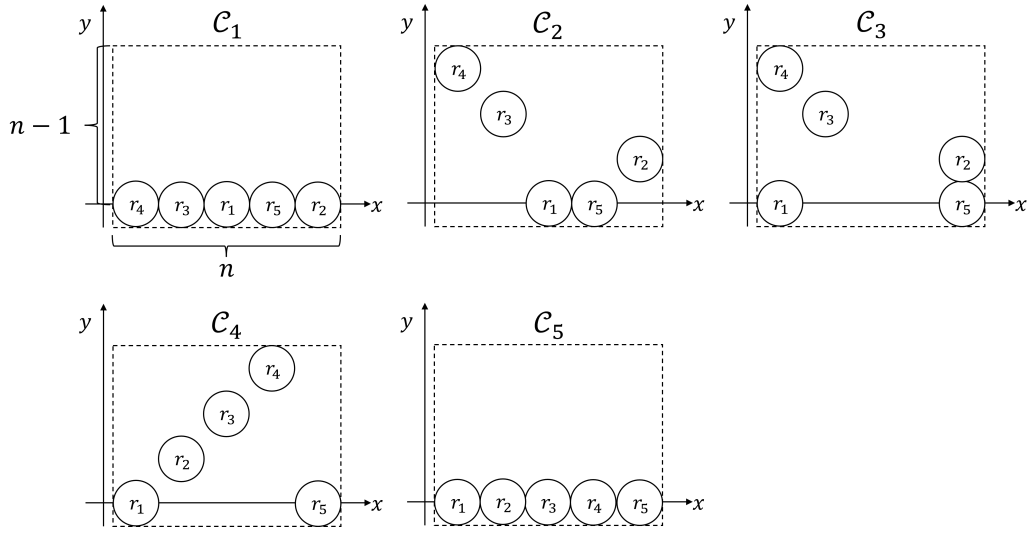 y 𝒞₁ y 𝒞₂ y 𝒞₃
n − 1
r₄ r₄
r₃ r₃
r₂ r₂
r₄ r₃ r₁ r₅ r₂ x r₁ r₅ x r₁ r₅ x
n
y 𝒞₄ y 𝒞₅
r₄
r₃
r₂
r₁ r₅ x r₁ r₂ r₃ r₄ r₅ x